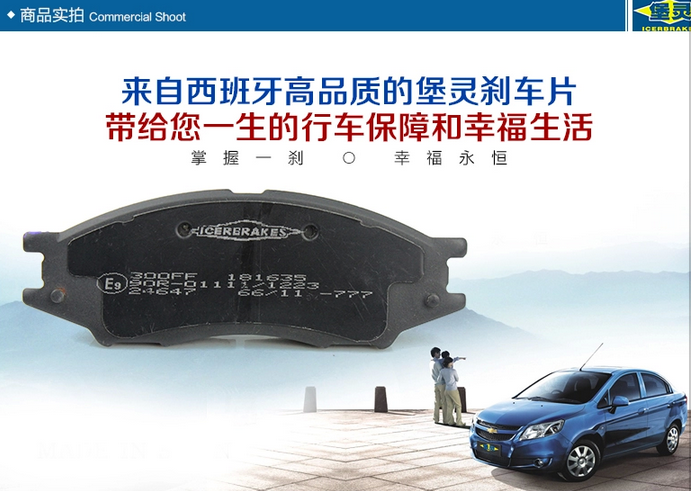 商品实拍 Commercial Shoot
堡灵
ICERBRAKES
来自西班牙高品质的堡灵刹车片
带给您一生的行车保障和幸福生活
掌握一刹 ○ 幸福永恒
ICERBRAKES
300FF 181635
E9 90R-01111/1223
24647 66/11 -777